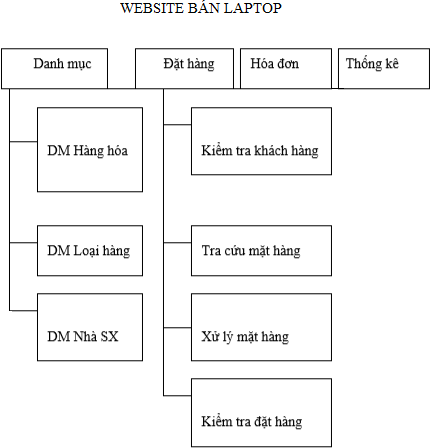 WEBSITE BÁN LAPTOP
Danh mục
Đặt hàng
Hóa đơn
Thống kê
DM Hàng hóa
Kiểm tra khách hàng
DM Loại hàng
Tra cứu mặt hàng
DM Nhà SX
Xử lý mặt hàng
Kiểm tra đặt hàng